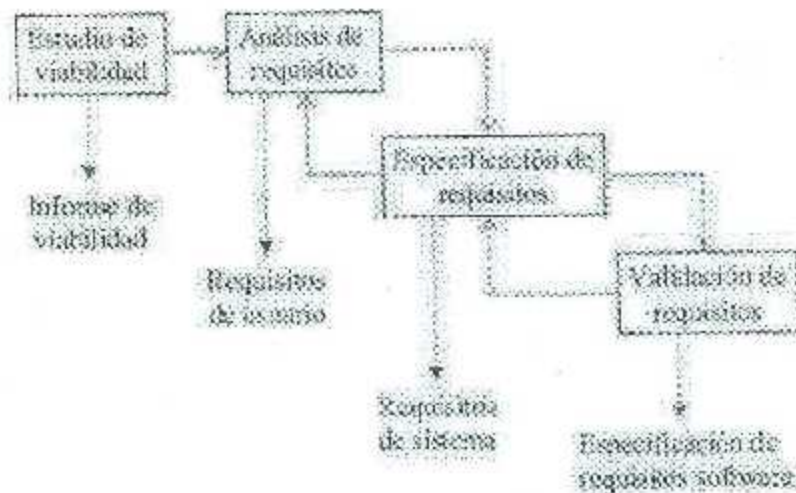 Estudio de
viabilidad
Análisis de
requisitos
Especificación de
requisitos
Informe de
viabilidad
Requisitos
de usuario
Validación de
requisitos
Requisitos
de sistema
Especificación de
requisitos software